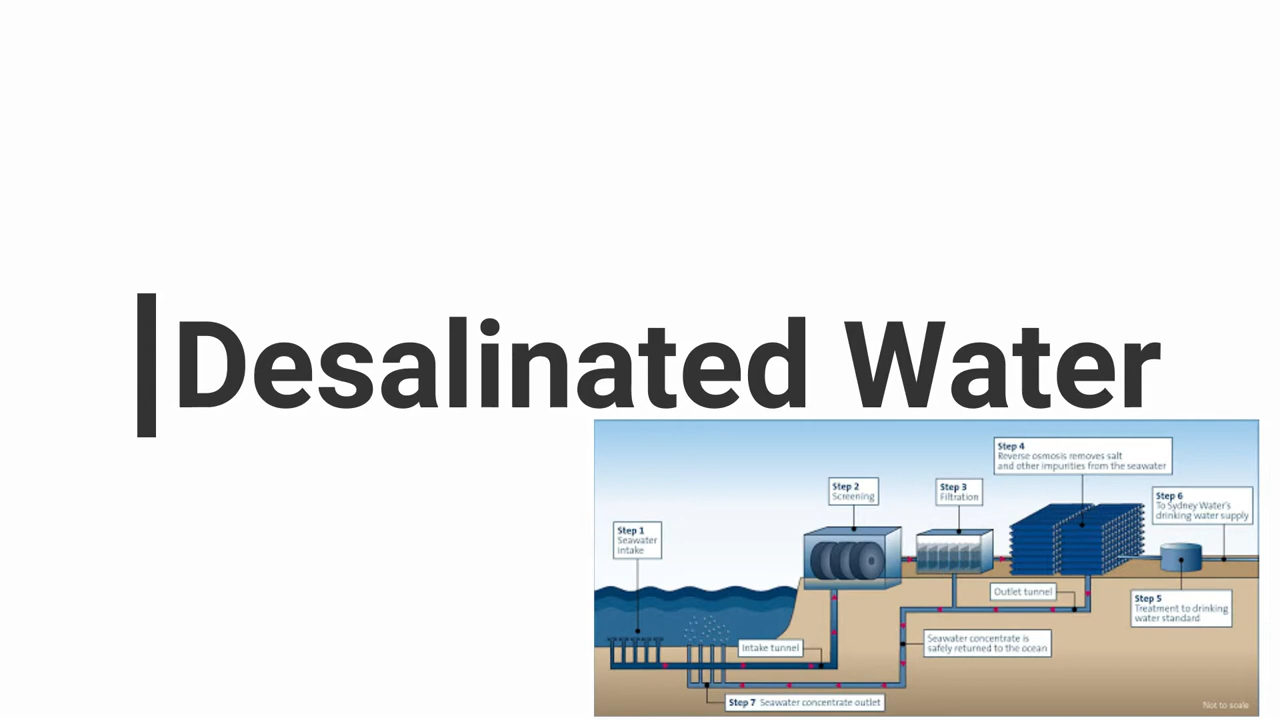 Desalinated Water
Step 4
Reverse osmosis removes salt
and other impurities from the seawater
Step 2
Screening
Step 3
Filtration
Step 6
To Sydney Water's
drinking water supply
Step 1
Seawater
intake
Outlet tunnel
Step 5
Treatment to drinking
water standard
Seawater concentrate is
safely returned to the ocean
Intake tunnel
Step 7 Seawater concentrate outlet
Not to scale